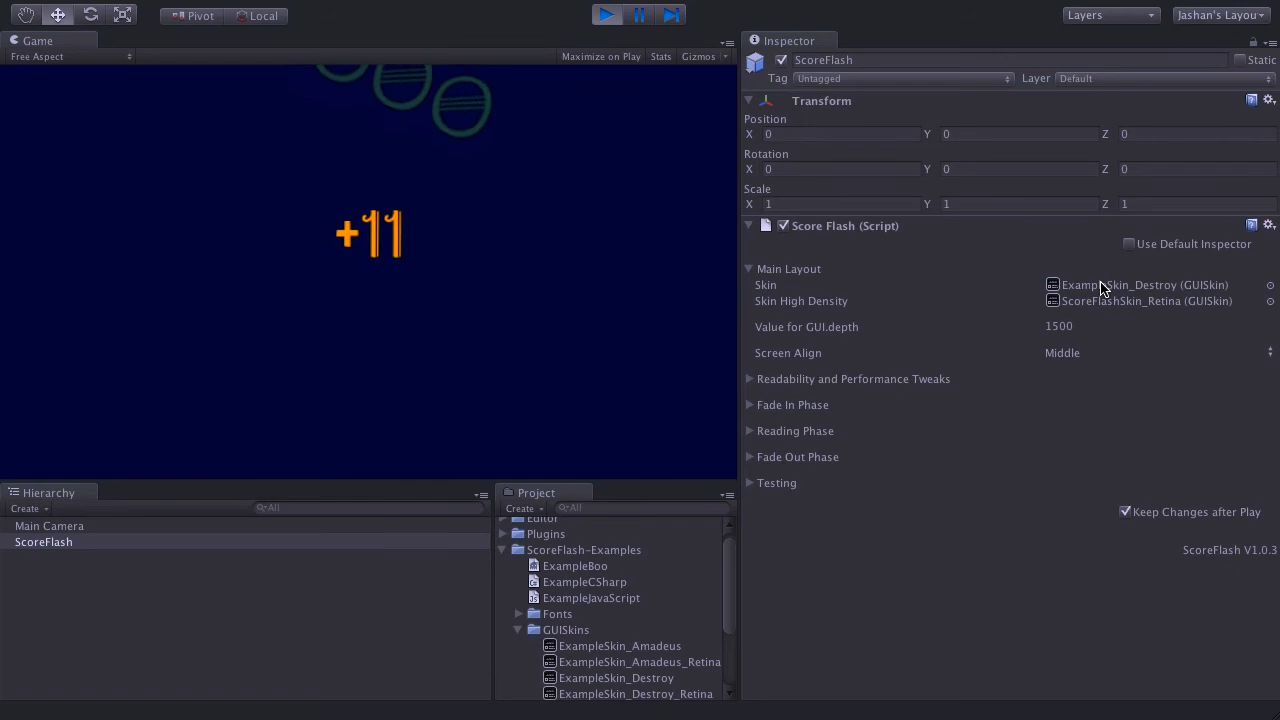 Pivot Local Layers Jashan's Layou
Game
Free Aspect Maximize on Play Stats Gizmos
+11
Inspector
ScoreFlash Static
Tag Untagged Layer Default
Transform
Position
X 0 Y 0 Z 0
Rotation
X 0 Y 0 Z 0
Scale
X 1 Y 1 Z 1
Score Flash (Script)
Use Default Inspector
Main Layout
Skin ExampleSkin_Destroy (GUISkin)
Skin High Density ScoreFlashSkin_Retina (GUISkin)
Value for GUI.depth 1500
Screen Align Middle
Readability and Performance Tweaks
Fade In Phase
Reading Phase
Fade Out Phase
Testing
Keep Changes after Play
ScoreFlash V1.0.3
Hierarchy
Create All
Main Camera
ScoreFlash
Project
Create All
Editor
Plugins
ScoreFlash-Examples
ExampleBoo
ExampleCSharp
ExampleJavaScript
Fonts
GUISkins
ExampleSkin_Amadeus
ExampleSkin_Amadeus_Retina
ExampleSkin_Destroy
ExampleSkin_Destroy_Retina